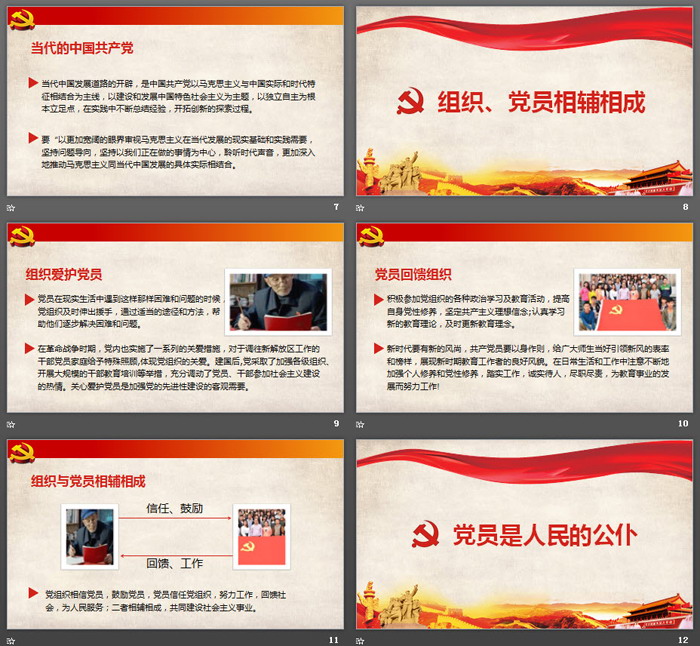 当代的中国共产党
当代中国发展道路的开辟，是中国共产党以马克思主义与中国实际和时代特
征相结合为主线，以建设和发展中国特色社会主义为主题，以独立自主为根
本立足点，在实践中不断总结经验，开拓创新的探索过程。
要“以更加宽阔的眼界审视马克思主义在当代发展的现实基础和实践需要，
坚持问题导向，坚持以我们正在做的事情为中心，聆听时代声音，更加深入
地推动马克思主义同当代中国发展的具体实际相结合。
7
组织、党员相辅相成
8
组织爱护党员
党员在现实生活中遇到这样那样困难和问题的时候，
党组织及时伸出援手，通过适当的途径和方法，帮
助他们逐步解决困难和问题。
在革命战争时期，党内也实施了一系列的关爱措施，对于调往新解放区工作的
干部党员家庭给予特殊照顾,体现党组织的关爱。建国后,党采取了加强各级组织、
开展大规模的干部教育培训等举措，充分调动了党员、干部参加社会主义建设
的热情。关心爱护党员是加强党的先进性建设的客观需要。
9
党员回馈组织
积极参加党组织的各种政治学习及教育活动，提高
自身党性修养，坚定共产主义理想信念;认真学习
新的教育理论，及时更新教育理念。
新时代要有新的风尚，共产党员要以身作则，给广大师生当好引领新风的表率
和榜样，展现新时期教育工作者的良好风貌。在日常生活和工作中注意不断地
加强个人修养和党性修养，踏实工作，诚实待人，尽职尽责，为教育事业的发
展而努力工作!
10
组织与党员相辅相成
信任、鼓励
回馈、工作
党组织相信党员，鼓励党员，党员信任党组织，努力工作，回馈社
会，为人民服务；二者相辅相成，共同建设社会主义事业。
11
党员是人民的公仆
12